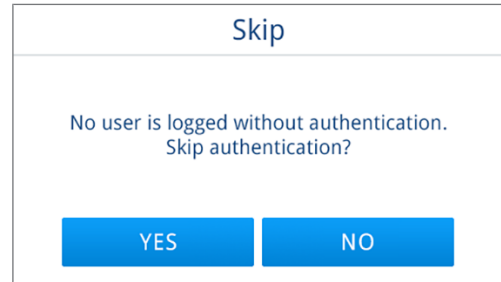 Skip
No user is logged without authentication.
Skip authentication?
YES
NO